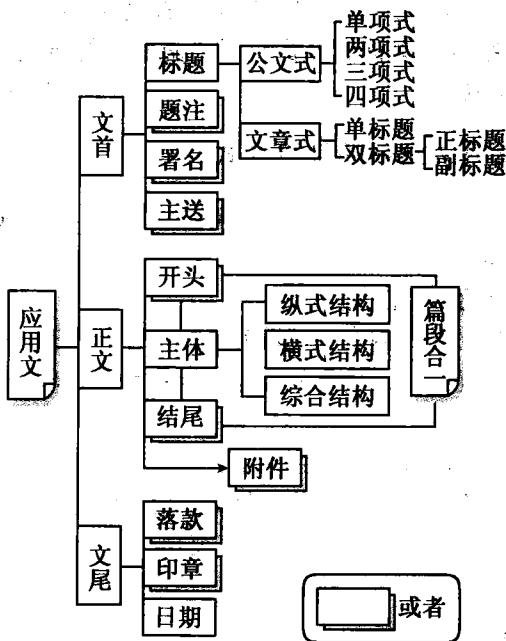 应用文
文首
标题
公文式
单项式
两项式
三项式
四项式
文章式
单标题
双标题
正标题
副标题
题注
署名
主送
正文
开头
主体
纵式结构
横式结构
综合结构
结尾
篇段合一
附件
文尾
落款
印章
日期
或者